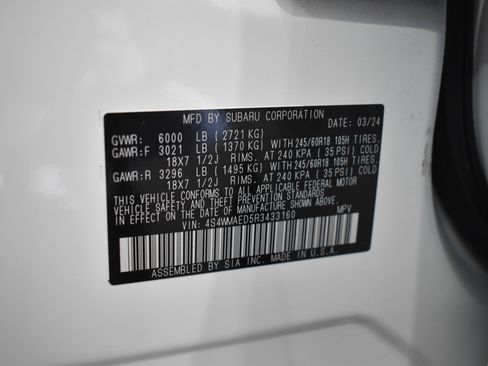 MFD BY SUBARU CORPORATION
DATE: 03/24
GVWR: 6000 LB (2721 KG)
GAWR: F 3021 LB (1370 KG) WITH 245/60R18 105H TIRES,
18X7 1/2J RIMS, AT 240 KPA (35 PSI) COLD
GAWR: R 3296 LB (1495 KG) WITH 245/60R18 105H TIRES,
18X7 1/2J RIMS, AT 240 KPA (35 PSI) COLD
THIS VEHICLE CONFORMS TO ALL APPLICABLE FEDERAL MOTOR
VEHICLE SAFETY AND THEFT PREVENTION STANDARDS IN
EFFECT ON THE DATE OF MANUFACTURE SHOWN ABOVE.
VIN: 4S4WMAED5R3433160 MPV
ASSEMBLED BY SIA INC. MADE IN U.S.A.